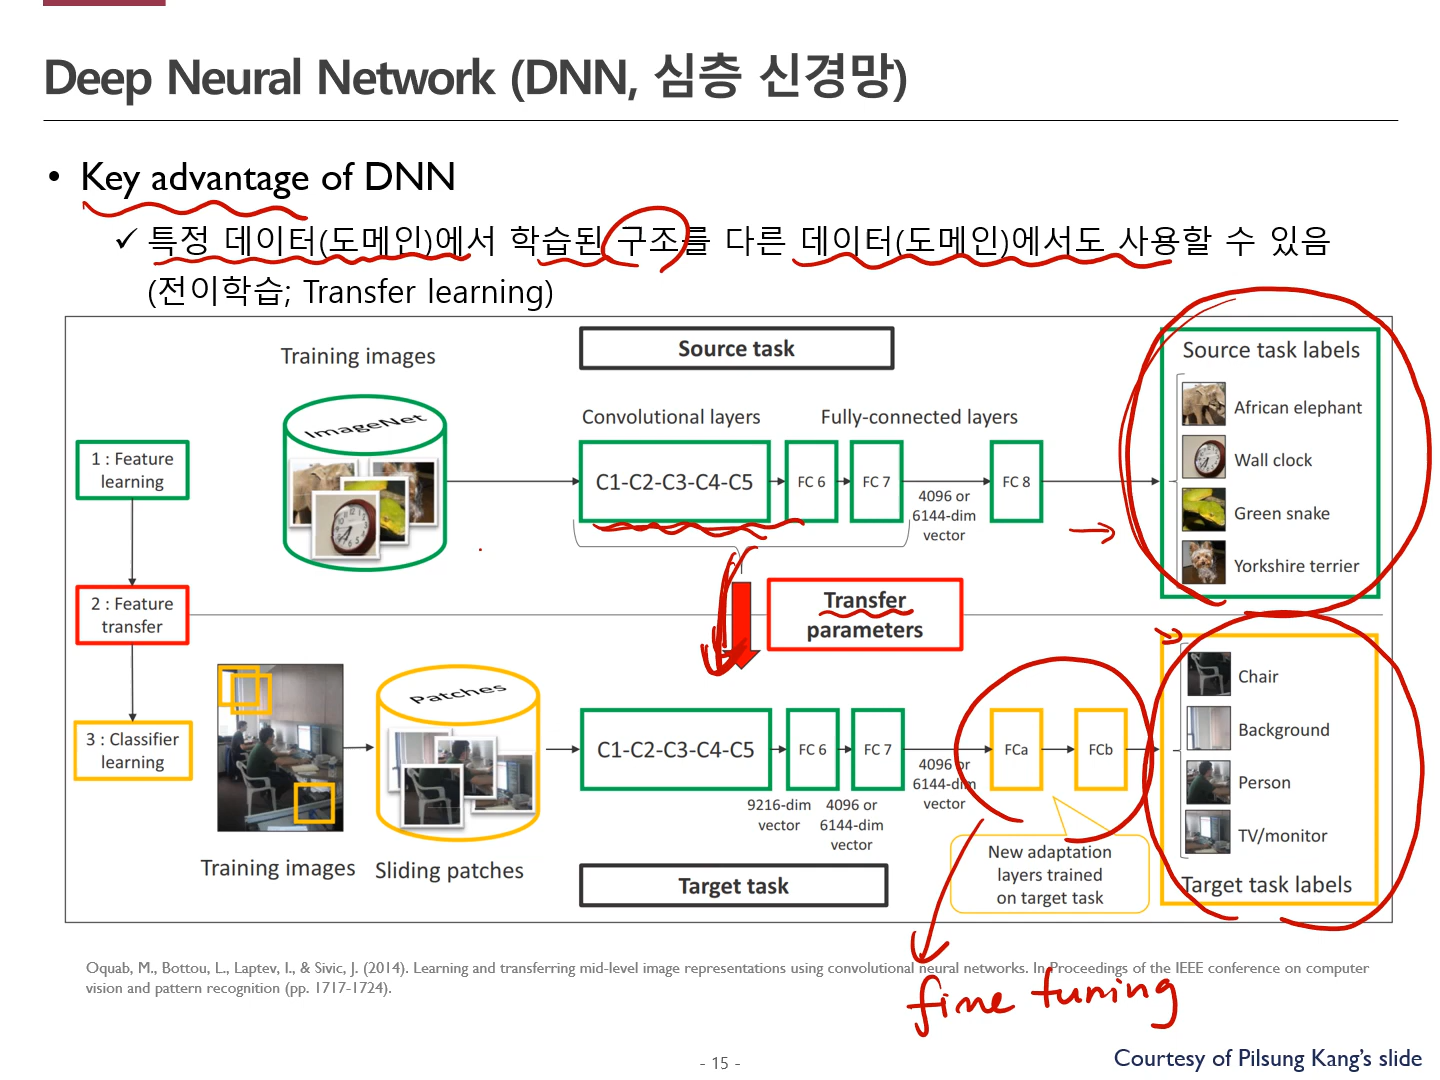 Deep Neural Network (DNN, 심층 신경망)
• Key advantage of DNN
✓ 특정 데이터(도메인)에서 학습된 구조를 다른 데이터(도메인)에서도 사용할 수 있음
(전이학습; Transfer learning)
Training images
Source task
Source task labels
ImageNet
Convolutional layers
Fully-connected layers
African elephant
Wall clock
Green snake
Yorkshire terrier
1 : Feature
learning
C1-C2-C3-C4-C5
FC 6
FC 7
4096 or
6144-dim
vector
FC 8
2 : Feature
transfer
Transfer
parameters
3 : Classifier
learning
Patches
C1-C2-C3-C4-C5
FC 6
FC 7
4096 or
6144-dim
vector
FCa
FCb
Chair
Background
Person
TV/monitor
9216-dim
vector
4096 or
6144-dim
vector
Training images
Sliding patches
Target task
New adaptation
layers trained
on target task
Target task labels
fine tuning
Oquab, M., Bottou, L., Laptev, I., & Sivic, J. (2014). Learning and transferring mid-level image representations using convolutional neural networks. In Proceedings of the IEEE conference on computer
vision and pattern recognition (pp. 1717-1724).
- 15 -
Courtesy of Pilsung Kang's slide